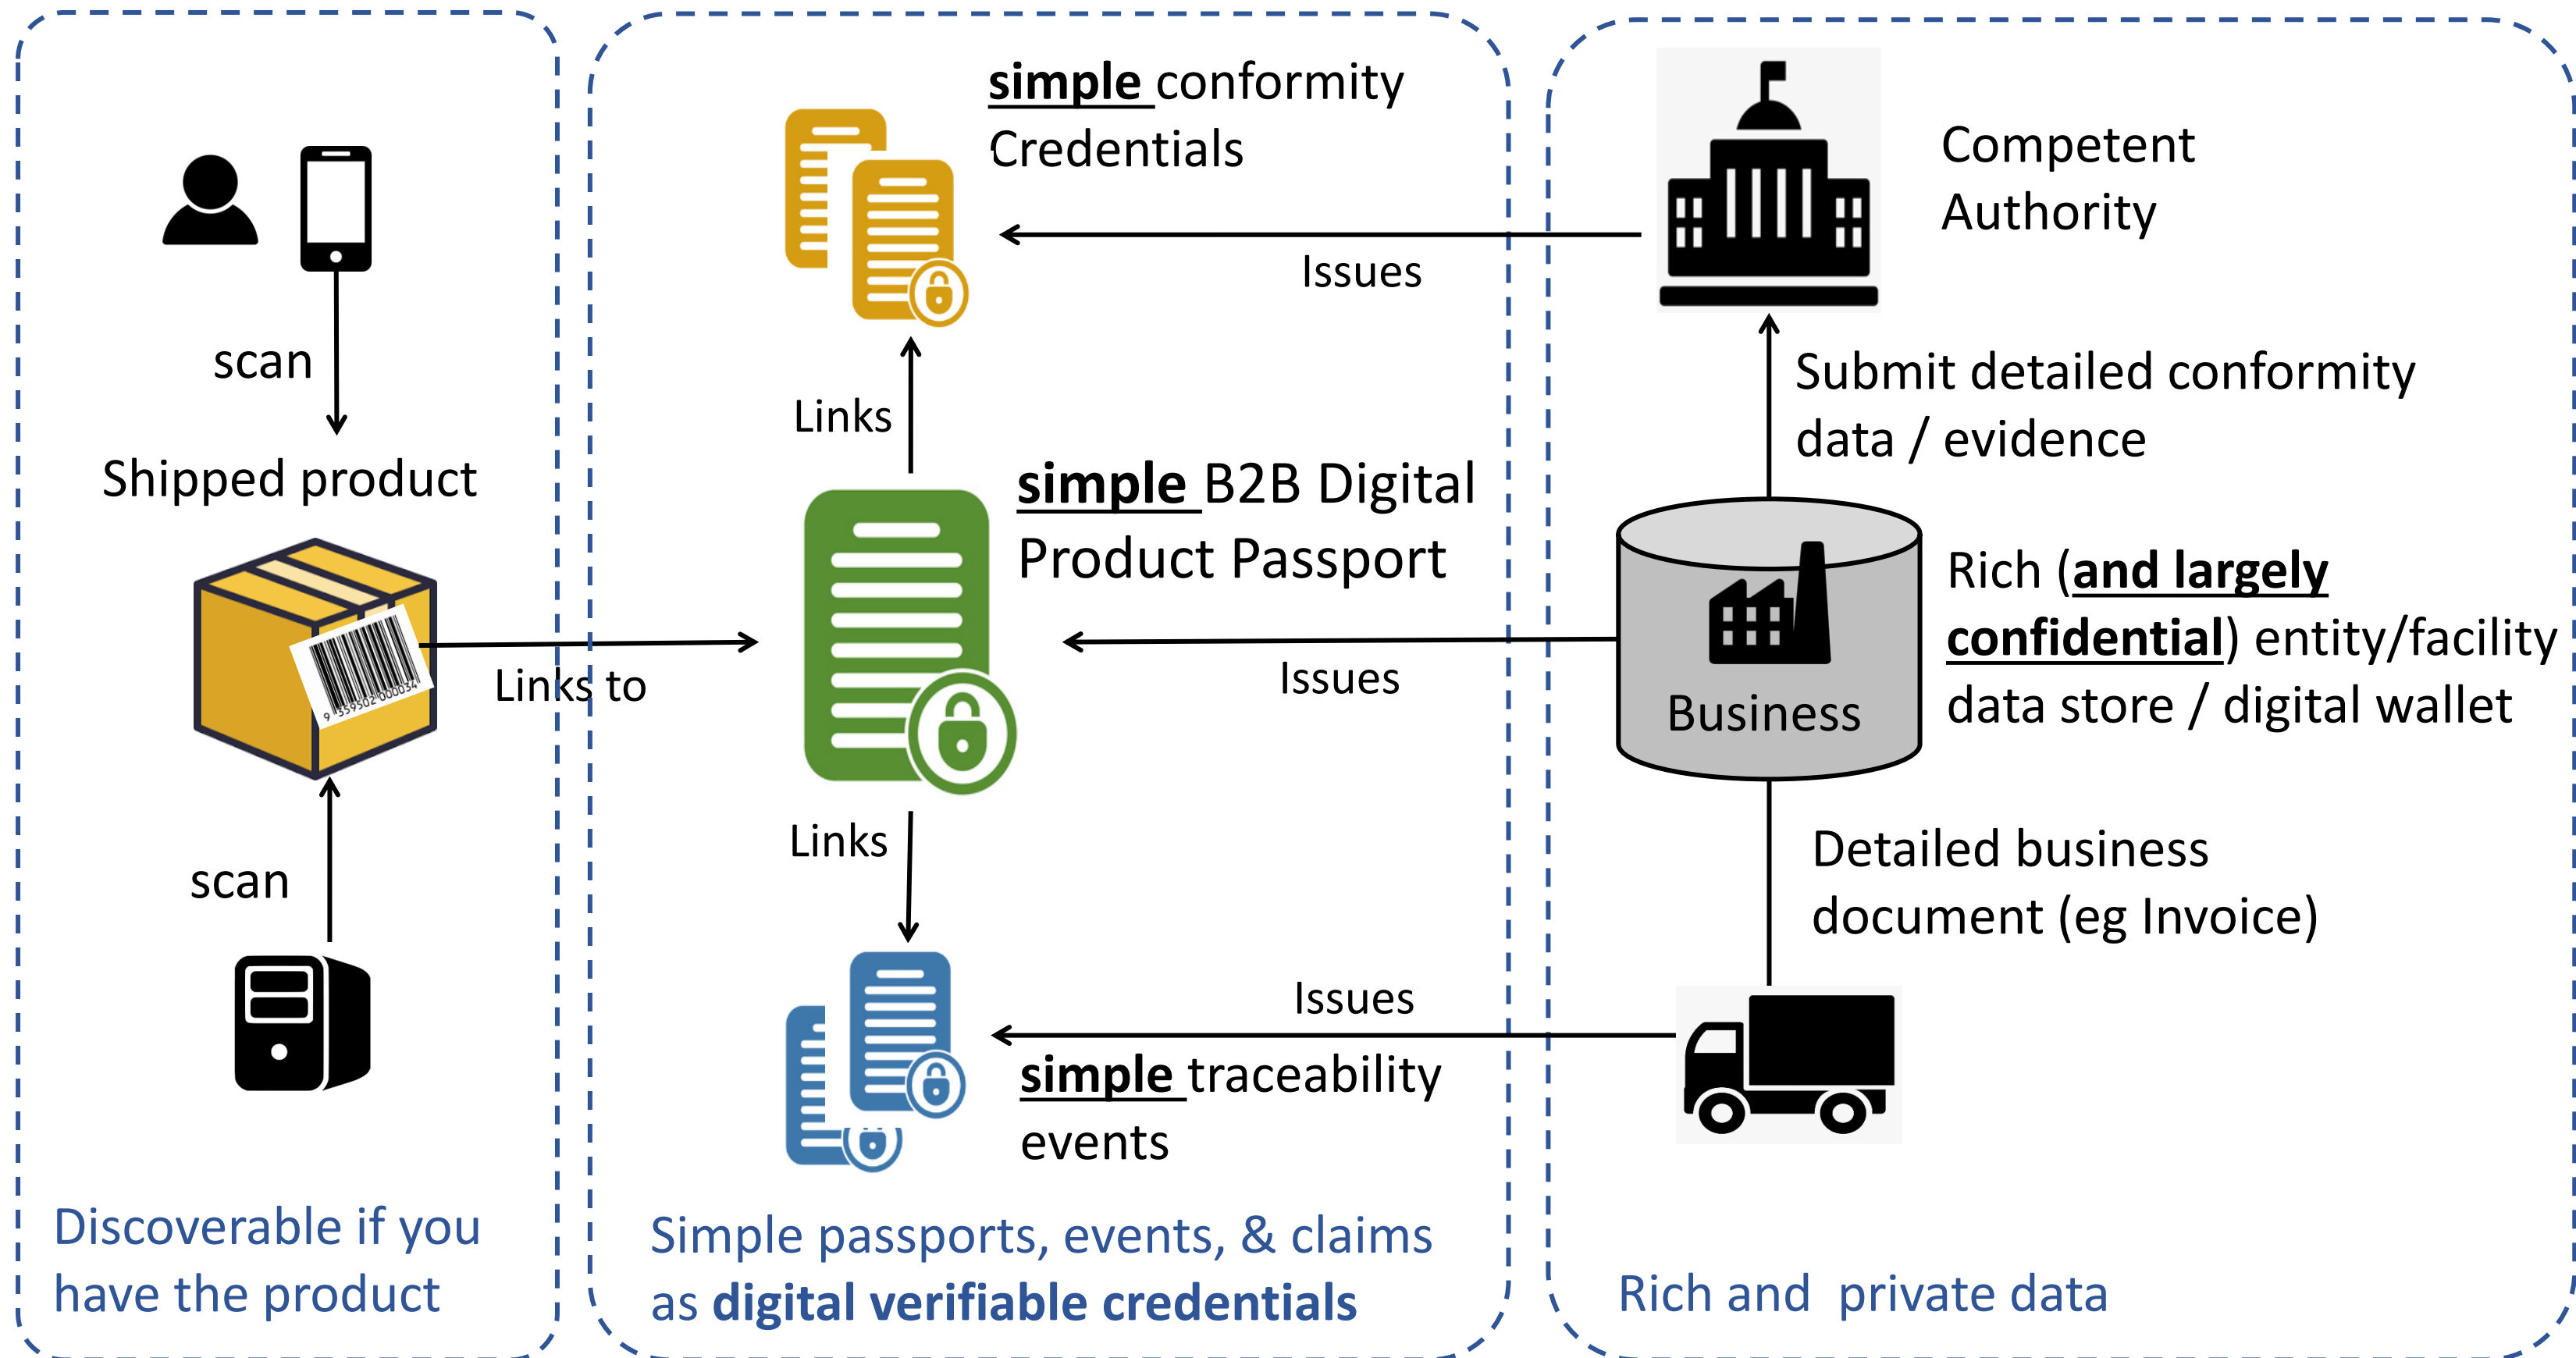 scan
Shipped product
9 359502 000034
Links to
scan
Discoverable if you
have the product
simple conformity
Credentials
Issues
Links
simple B2B Digital
Product Passport
Issues
Links
Issues
simple traceability
events
Simple passports, events, & claims
as digital verifiable credentials
Competent
Authority
Submit detailed conformity
data / evidence
Rich (and largely
confidential) entity/facility
data store / digital wallet
Business
Detailed business
document (eg Invoice)
Rich and  private data